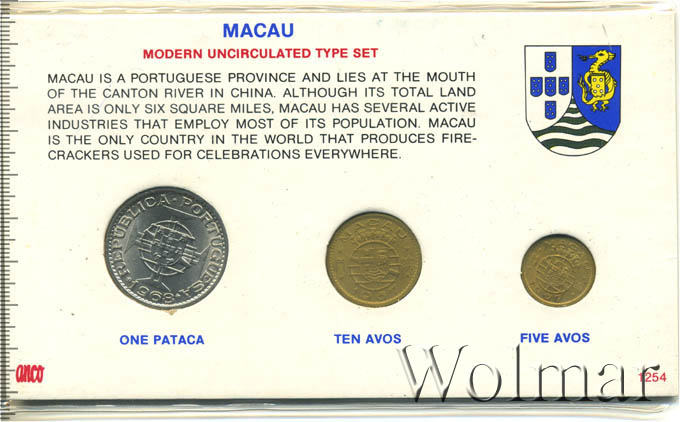 MACAU
MODERN UNCIRCULATED TYPE SET
MACAU IS A PORTUGUESE PROVINCE AND LIES AT THE MOUTH
OF THE CANTON RIVER IN CHINA. ALTHOUGH ITS TOTAL LAND
AREA IS ONLY SIX SQUARE MILES, MACAU HAS SEVERAL ACTIVE
INDUSTRIES THAT EMPLOY MOST OF ITS POPULATION. MACAU
IS THE ONLY COUNTRY IN THE WORLD THAT PRODUCES FIRE-
CRACKERS USED FOR CELEBRATIONS EVERYWHERE.
REPUBLICA · PORTUGUESA
· 1968 ·
MACAU
ONE PATACA
TEN AVOS
FIVE AVOS
anco
Wolmar
1254